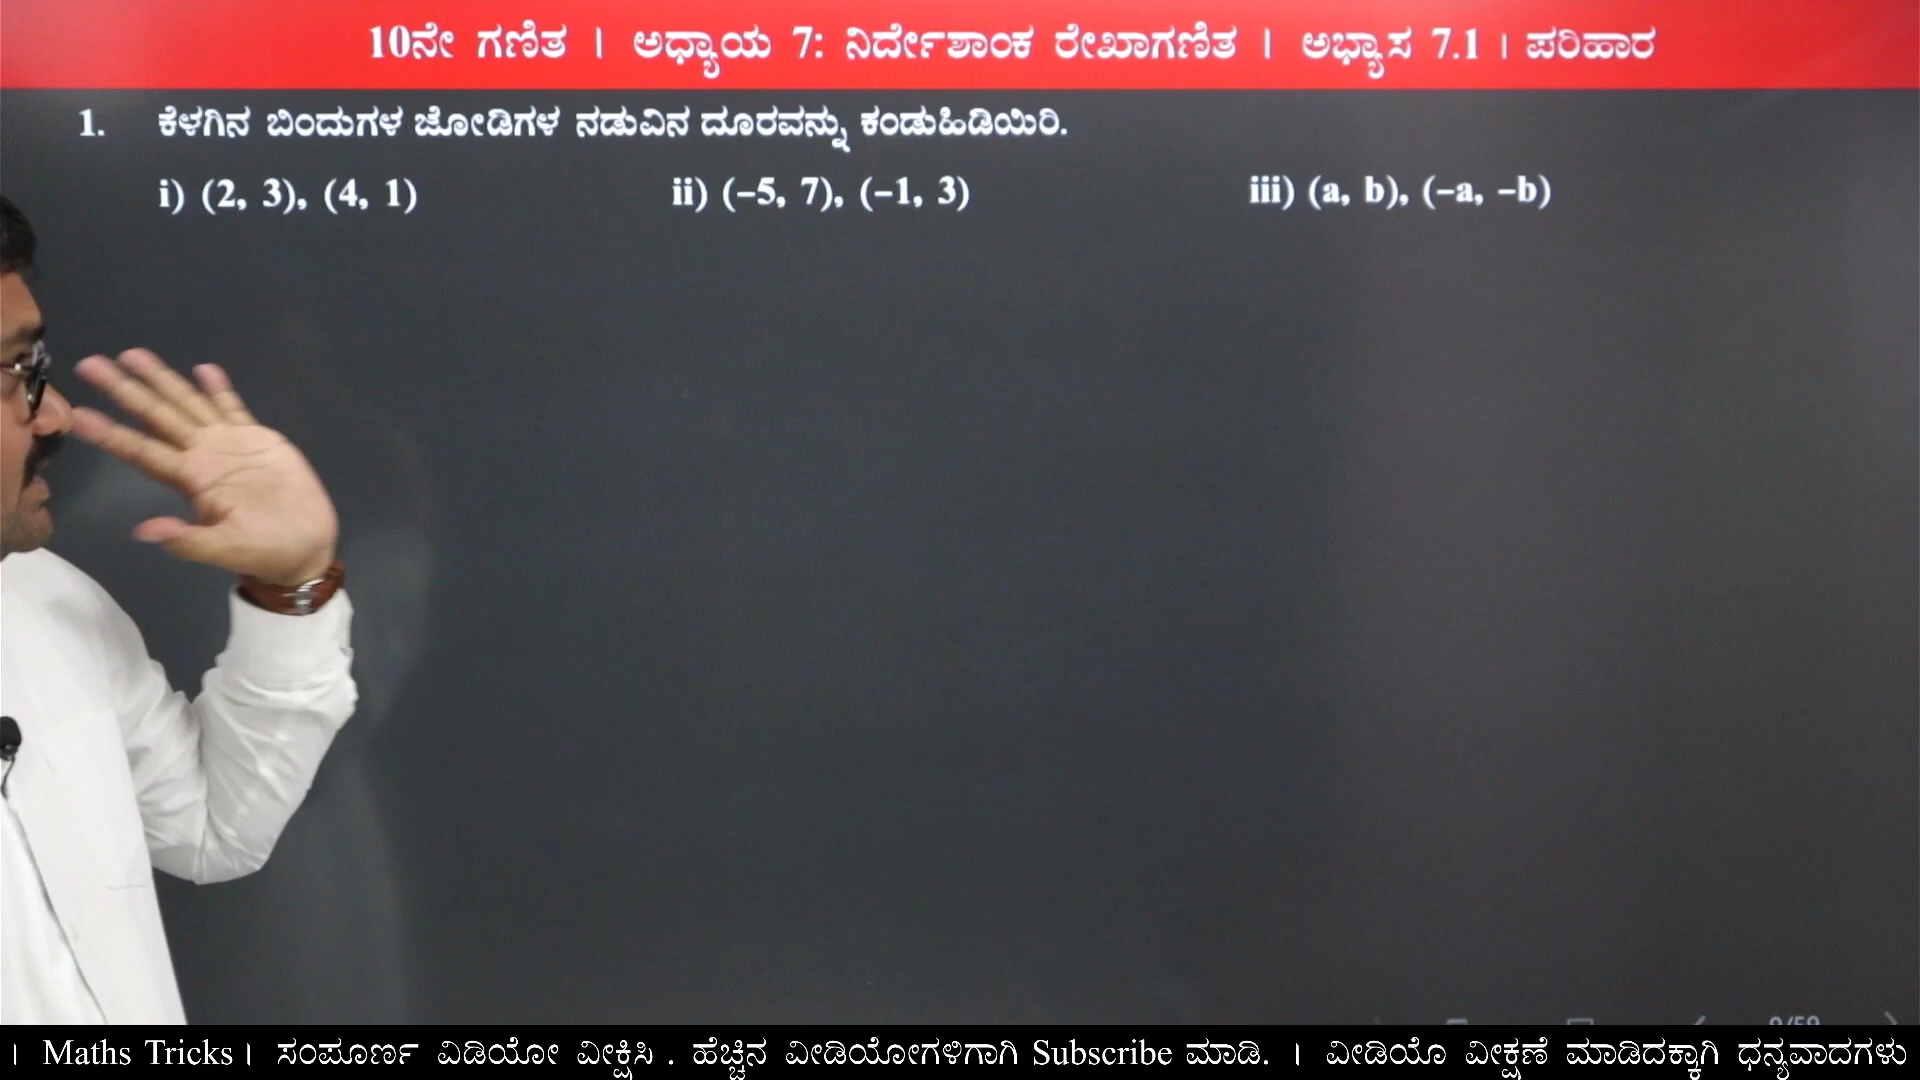 10ನೇ ಗಣಿತ । ಅಧ್ಯಾಯ 7: ನಿರ್ದೇಶಾಂಕ ರೇಖಾಗಣಿತ । ಅಭ್ಯಾಸ 7.1 । ಪರಿಹಾರ
1. ಕೆಳಗಿನ ಬಿಂದುಗಳ ಜೋಡಿಗಳ ನಡುವಿನ ದೂರವನ್ನು ಕಂಡುಹಿಡಿಯಿರಿ.
i) (2, 3), (4, 1) ii) (–5, 7), (–1, 3) iii) (a, b), (–a, –b)
। Maths Tricks । ಸಂಪೂರ್ಣ ವಿಡಿಯೋ ವೀಕ್ಷಿಸಿ . ಹೆಚ್ಚಿನ ವೀಡಿಯೋಗಳಿಗಾಗಿ Subscribe ಮಾಡಿ. । ವೀಡಿಯೊ ವೀಕ್ಷಣೆ ಮಾಡಿದಕ್ಕಾಗಿ ಧನ್ಯವಾದಗಳು